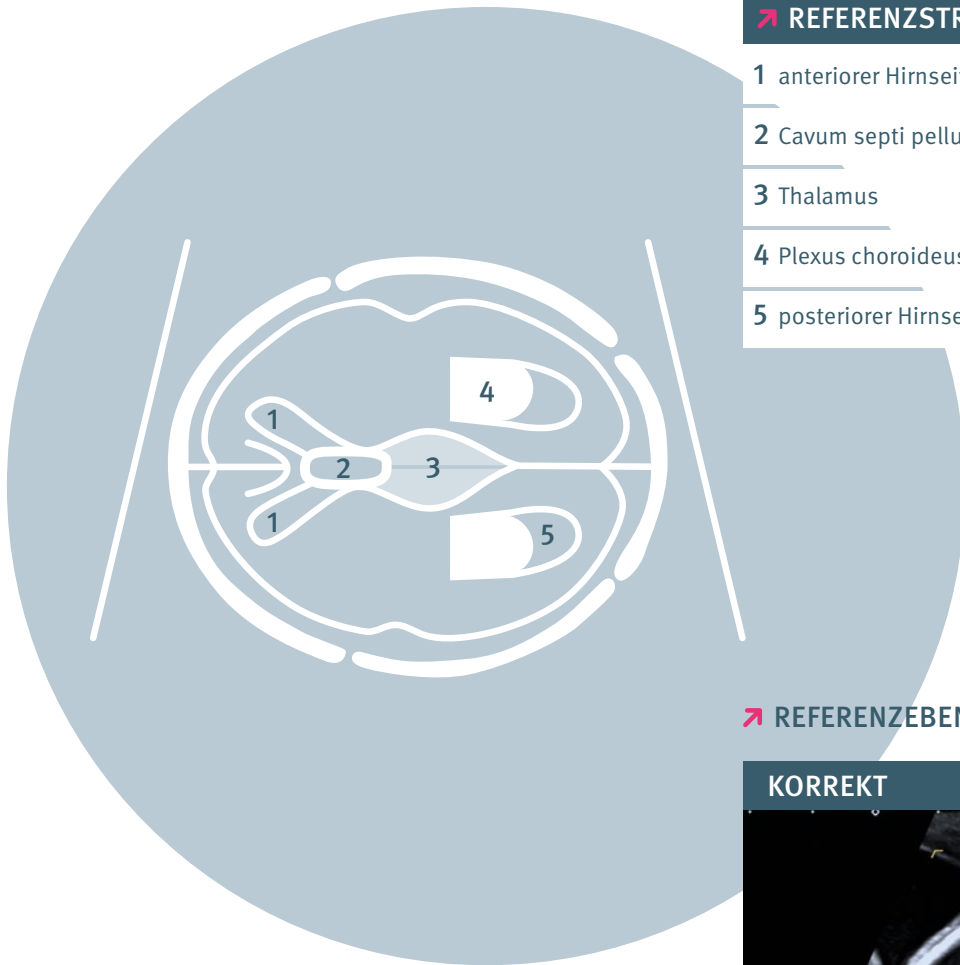 REFERENZSTR
1 anteriorer Hirnsei
2 Cavum septi pellu
3 Thalamus
4 Plexus choroideus
5 posteriorer Hirnse
4
1
2
3
1
5
REFERENZEBEN
KORREKT